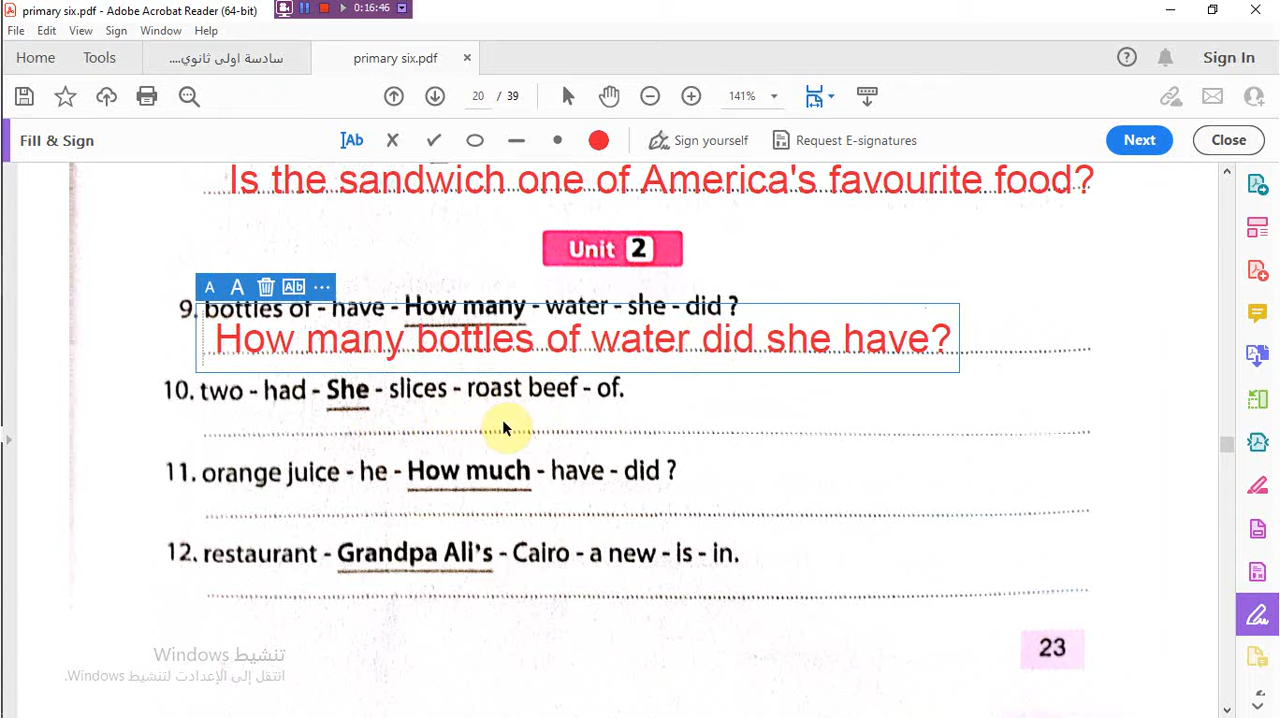 primary six.pdf - Adobe Acrobat Reader (64-bit)
0:16:46
File Edit View Sign Window Help
Home Tools سادسة اولى ثانوي.... primary six.pdf × Sign In
20 / 39 141%
Fill & Sign Ab Sign yourself Request E-signatures Next Close
Is the sandwich one of America's favourite food?
Unit 2
A A Ab ...
9. bottles of - have - How many - water - she - did ?
How many bottles of water did she have?
10. two - had - She - slices - roast beef - of.
11. orange juice - he - How much - have - did ?
12. restaurant - Grandpa Ali's - Cairo - a new - is - in.
23
تنشيط Windows
انتقل إلى الإعدادات لتنشيط Windows.